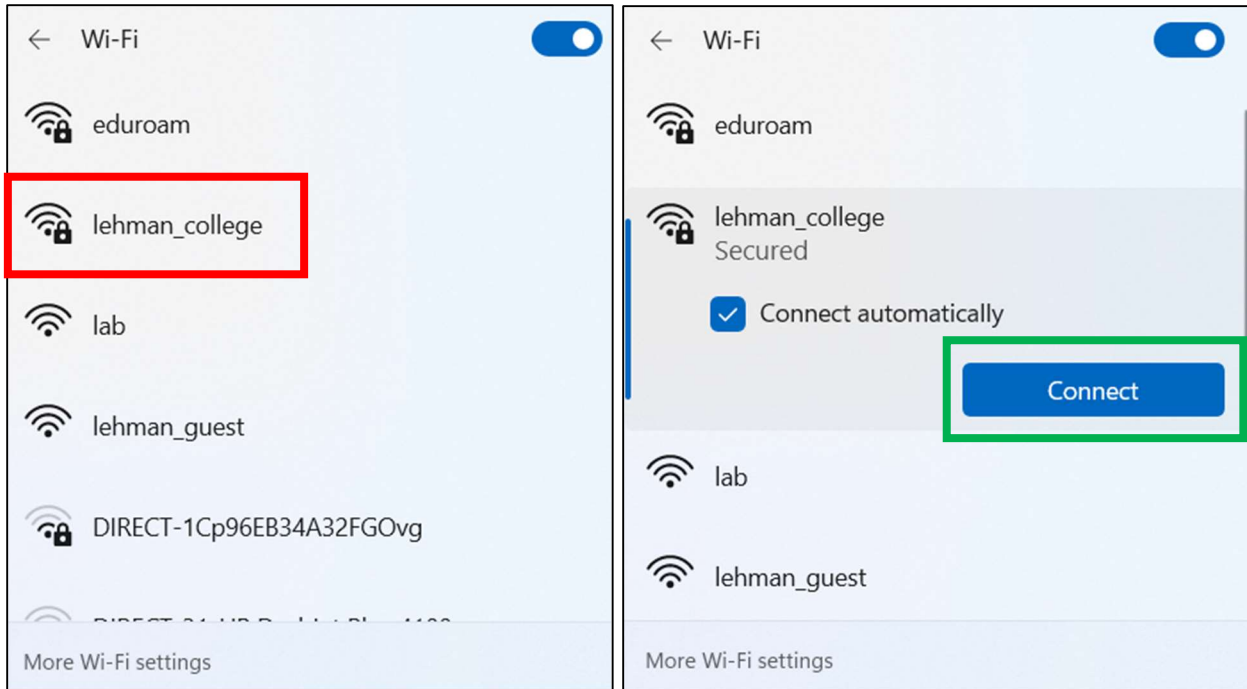 Wi-Fi
eduroam
lehman_college
lab
lehman_guest
DIRECT-1Cp96EB34A32FGOvg
More Wi-Fi settings
Wi-Fi
eduroam
lehman_college
Secured
Connect automatically
Connect
lab
lehman_guest
More Wi-Fi settings